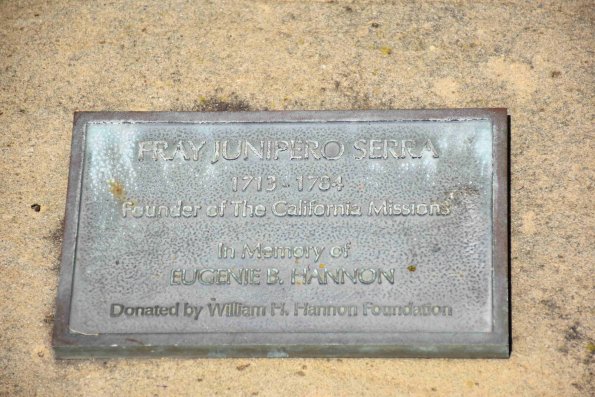 FRAY JUNIPERO SERRA
1713 - 1784
Founder of The California Missions
In Memory of
EUGENIE B. HANNON
Donated by William H. Hannon Foundation